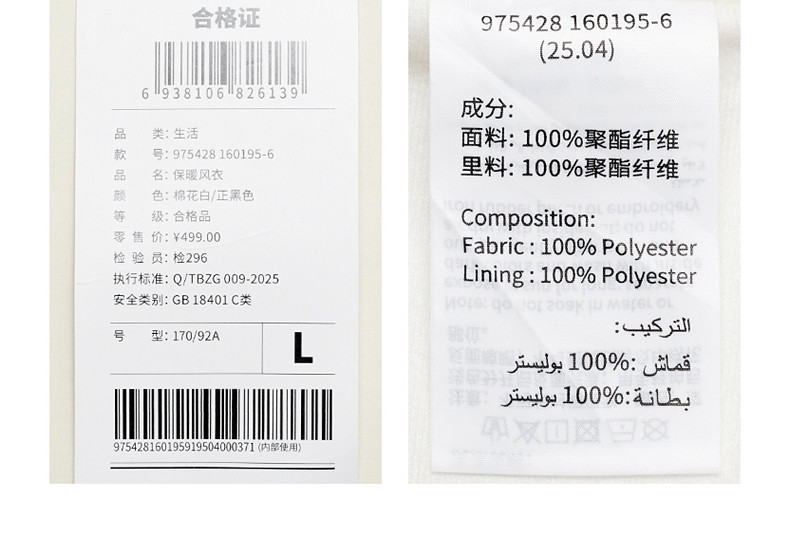 合格证
6 938106 826139
品 类: 生活
款 号: 975428 160195-6
品 名: 保暖风衣
颜 色: 棉花白/正黑色
等 级: 合格品
零 售 价: ¥499.00
检 验 员: 检296
执行标准: Q/TBZG 009-2025
安全类别: GB 18401 C类
号 型: 170/92A
L
975428160195919504000371 (内部使用)
975428 160195-6
(25.04)
成分:
面料: 100%聚酯纤维
里料: 100%聚酯纤维
Composition:
Fabric : 100% Polyester
Lining : 100% Polyester
التركيب:
قماش: 100% بوليستر
بطانة: 100% بوليستر